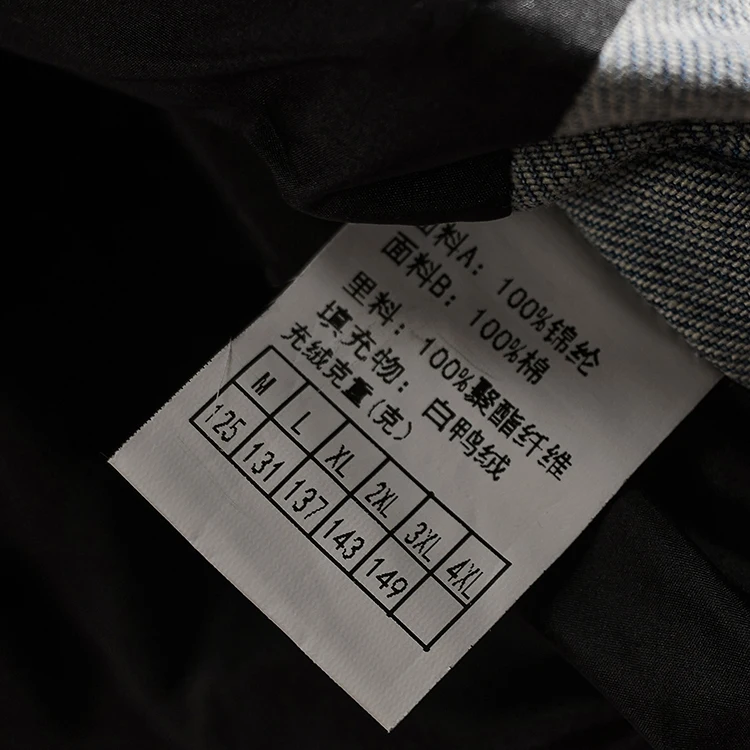 面料A：100%锦纶
面料B：100%棉
里料：100%聚酯纤维
填充物：白鸭绒
充绒克重(克)
M L XL 2XL 3XL 4XL
125 131 137 143 149